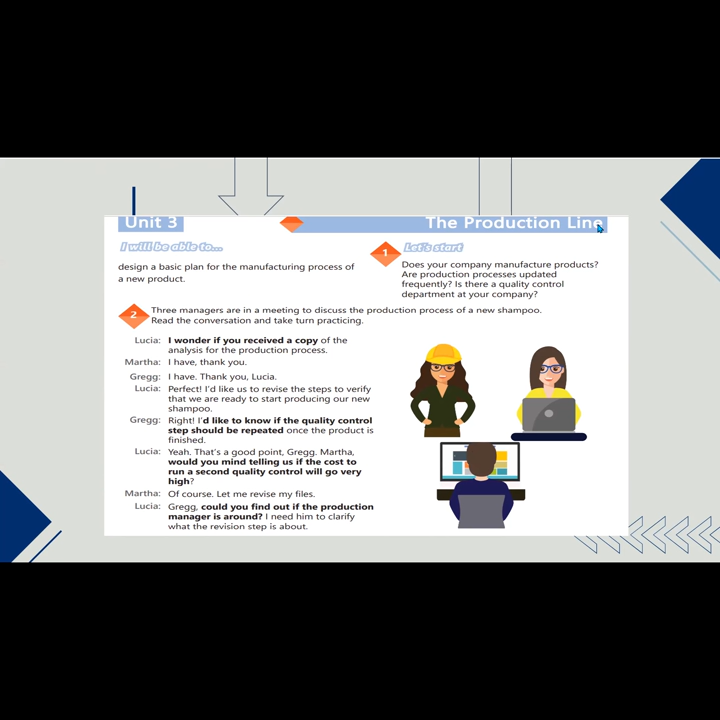 Unit 3
The Production Line
I will be able to...
design a basic plan for the manufacturing process of
a new product.
1
Let's start
Does your company manufacture products?
Are production processes updated
frequently? Is there a quality control
department at your company?
2
Three managers are in a meeting to discuss the production process of a new shampoo.
Read the conversation and take turn practicing.
Lucia: I wonder if you received a copy of the
analysis for the production process.
Martha: I have, thank you.
Gregg: I have. Thank you, Lucia.
Lucia: Perfect! I'd like us to revise the steps to verify
that we are ready to start producing our new
shampoo.
Gregg: Right! I'd like to know if the quality control
step should be repeated once the product is
finished.
Lucia: Yeah. That's a good point, Gregg. Martha,
would you mind telling us if the cost to
run a second quality control will go very
high?
Martha: Of course. Let me revise my files.
Lucia: Gregg, could you find out if the production
manager is around? I need him to clarify
what the revision step is about.